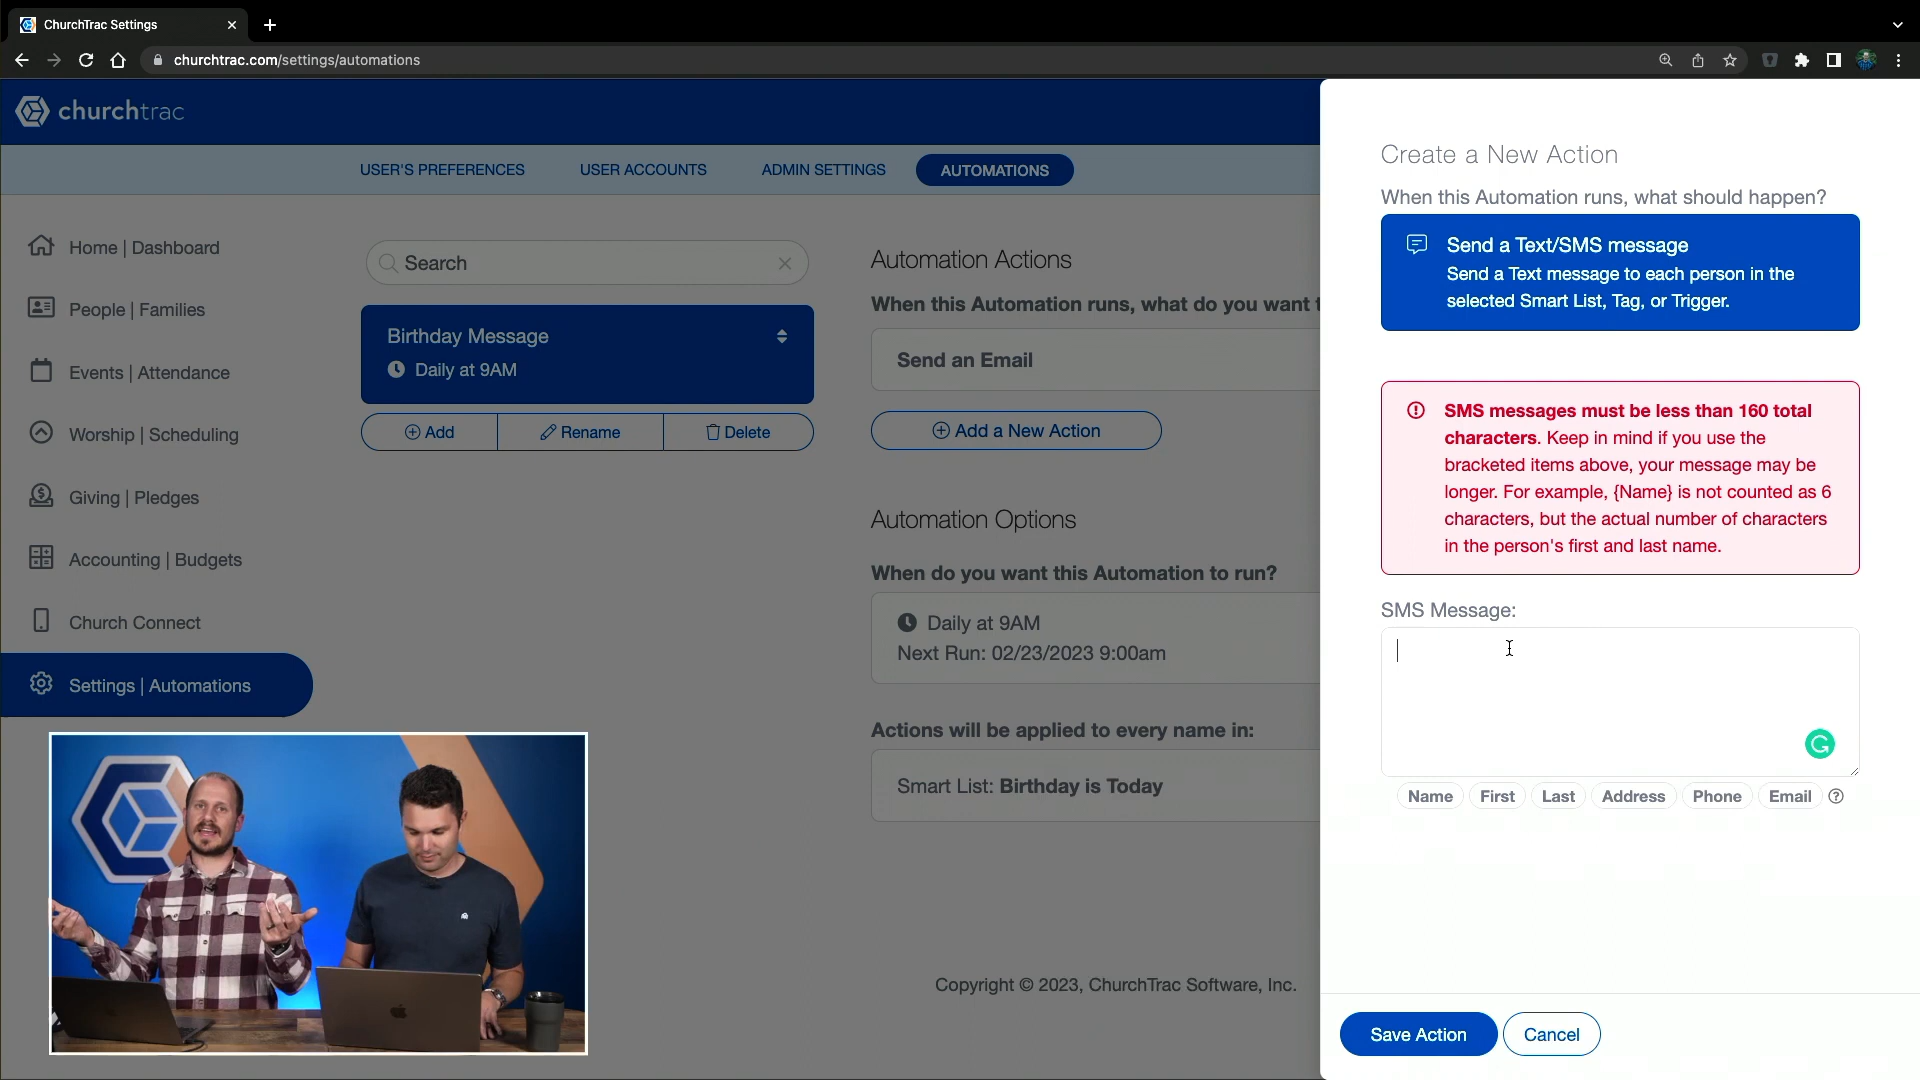 ChurchTrac Settings
churchtrac.com/settings/automations
churchtrac
USER'S PREFERENCES
USER ACCOUNTS
ADMIN SETTINGS
AUTOMATIONS
Home | Dashboard
People | Families
Events | Attendance
Worship | Scheduling
Giving | Pledges
Accounting | Budgets
Church Connect
Settings | Automations
Search
Birthday Message
Daily at 9AM
Add
Rename
Delete
Automation Actions
When this Automation runs, what do you want t
Send an Email
Add a New Action
Automation Options
When do you want this Automation to run?
Daily at 9AM
Next Run: 02/23/2023 9:00am
Actions will be applied to every name in:
Smart List: Birthday is Today
Copyright © 2023, ChurchTrac Software, Inc.
Create a New Action
When this Automation runs, what should happen?
Send a Text/SMS message
Send a Text message to each person in the
selected Smart List, Tag, or Trigger.
SMS messages must be less than 160 total
characters. Keep in mind if you use the
bracketed items above, your message may be
longer. For example, {Name} is not counted as 6
characters, but the actual number of characters
in the person's first and last name.
SMS Message:
Name
First
Last
Address
Phone
Email
Save Action
Cancel